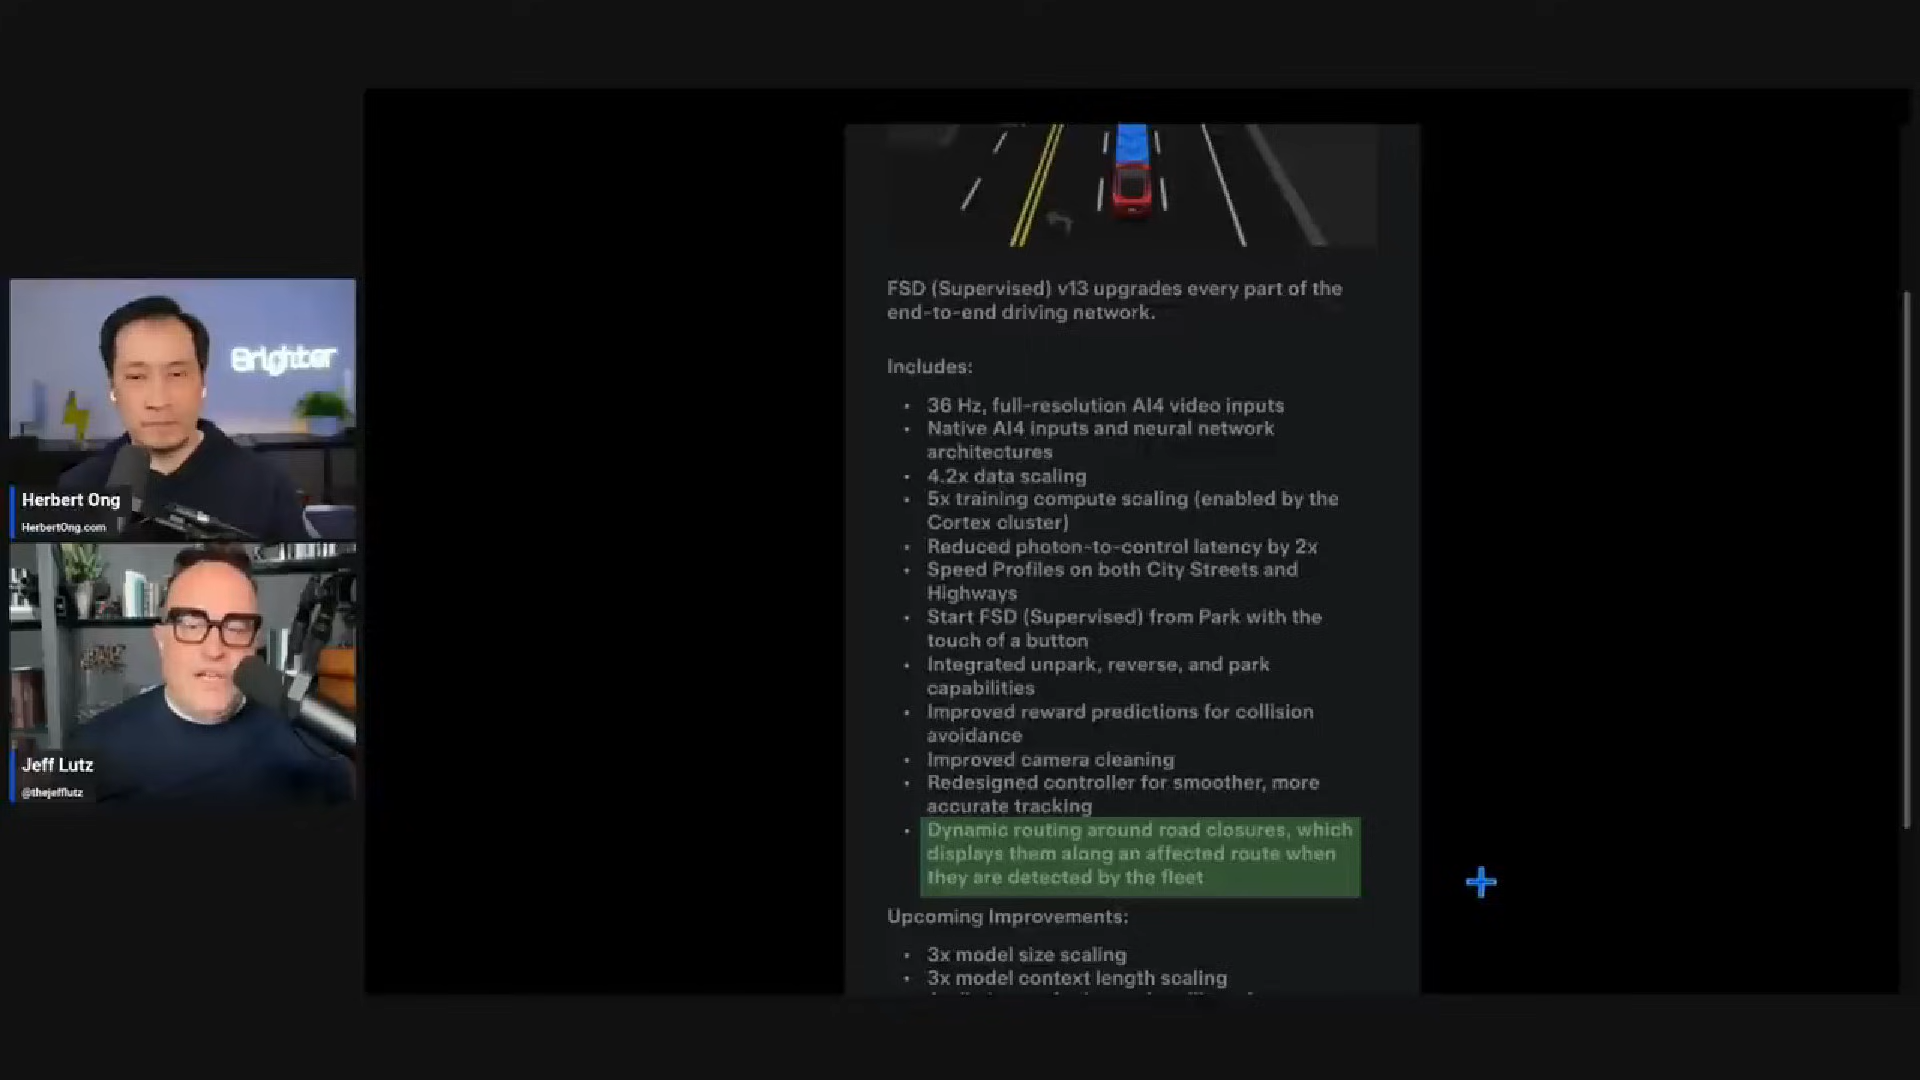 Brighter
Herbert Ong
HerbertOng.com
Jeff Lutz
@thejefflutz
FSD (Supervised) v13 upgrades every part of the
end-to-end driving network.
Includes:
• 36 Hz, full-resolution AI4 video inputs
• Native AI4 inputs and neural network
architectures
• 4.2x data scaling
• 5x training compute scaling (enabled by the
Cortex cluster)
• Reduced photon-to-control latency by 2x
• Speed Profiles on both City Streets and
Highways
• Start FSD (Supervised) from Park with the
touch of a button
• Integrated unpark, reverse, and park
capabilities
• Improved reward predictions for collision
avoidance
• Improved camera cleaning
• Redesigned controller for smoother, more
accurate tracking
• Dynamic routing around road closures, which
displays them along an affected route when
they are detected by the fleet
Upcoming Improvements:
• 3x model size scaling
• 3x model context length scaling